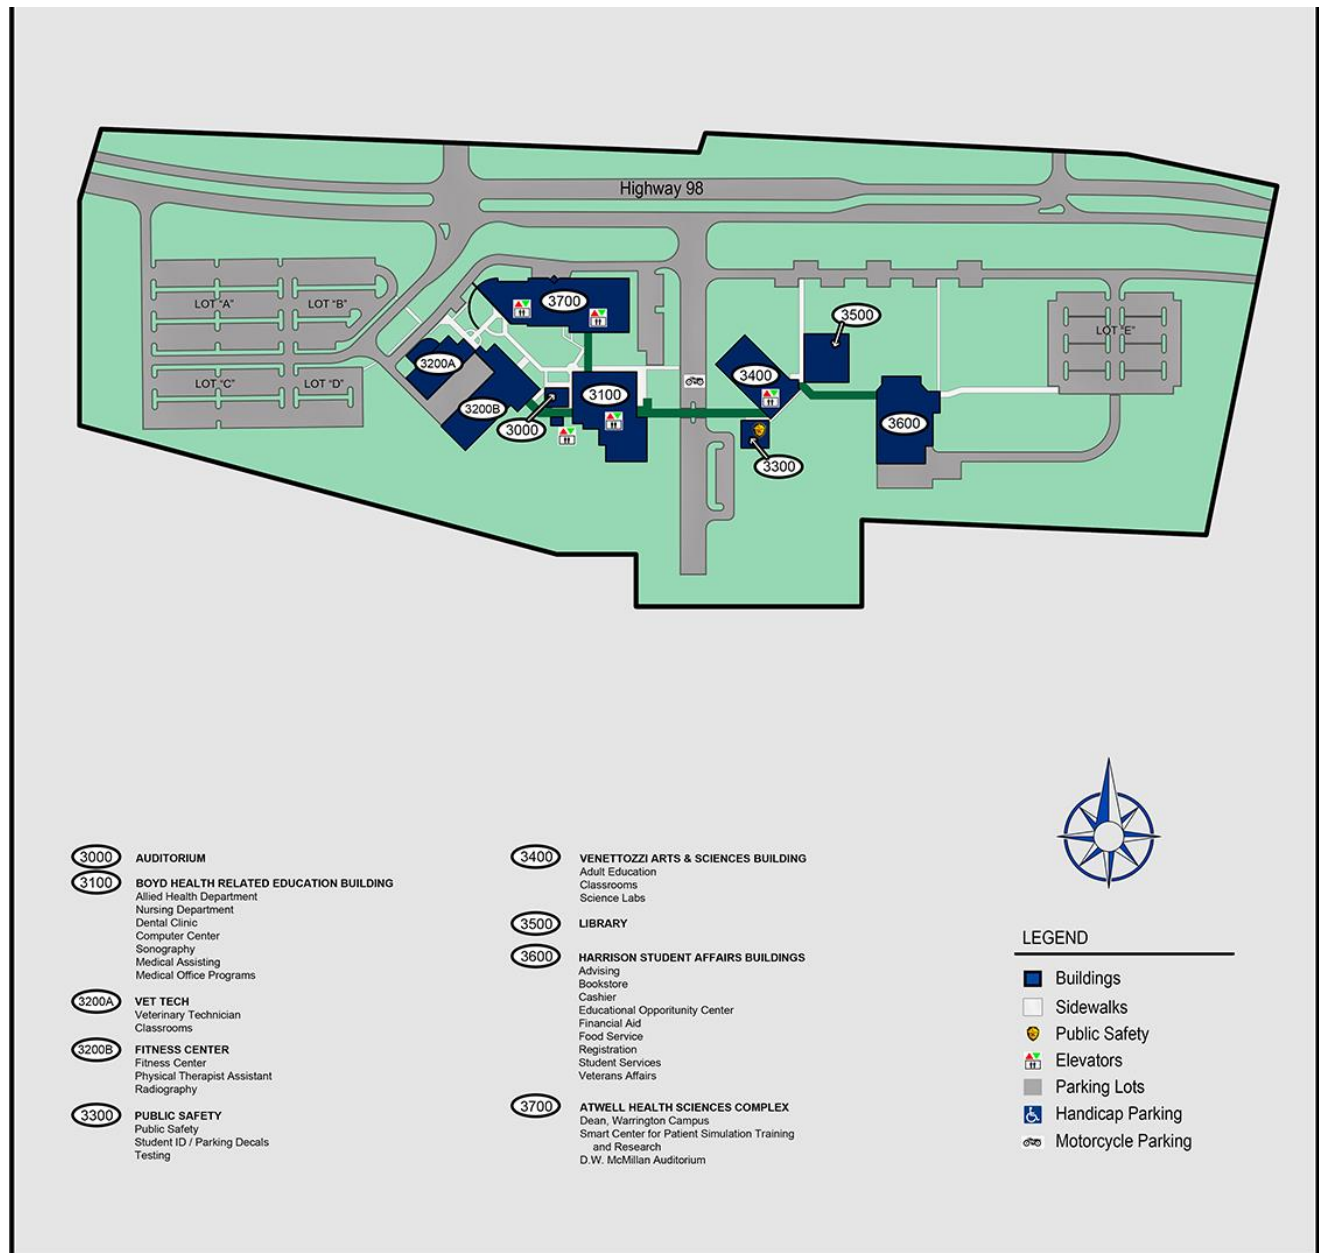 Highway 98
LOT "A"
LOT "B"
LOT "C"
LOT "D"
LOT "E"
3700
3500
3200A
3400
3100
3200B
3000
3600
3300
3000 AUDITORIUM
3100 BOYD HEALTH RELATED EDUCATION BUILDING
Allied Health Department
Nursing Department
Dental Clinic
Computer Center
Sonography
Medical Assisting
Medical Office Programs
3200A VET TECH
Veterinary Technician
Classrooms
3200B FITNESS CENTER
Fitness Center
Physical Therapist Assistant
Radiography
3300 PUBLIC SAFETY
Public Safety
Student ID / Parking Decals
Testing
3400 VENETTOZZI ARTS & SCIENCES BUILDING
Adult Education
Classrooms
Science Labs
3500 LIBRARY
3600 HARRISON STUDENT AFFAIRS BUILDINGS
Advising
Bookstore
Cashier
Educational Opporitunity Center
Financial Aid
Food Service
Registration
Student Services
Veterans Affairs
3700 ATWELL HEALTH SCIENCES COMPLEX
Dean, Warrington Campus
Smart Center for Patient Simulation Training
and Research
D.W. McMillan Auditorium
LEGEND
Buildings
Sidewalks
Public Safety
Elevators
Parking Lots
Handicap Parking
Motorcycle Parking